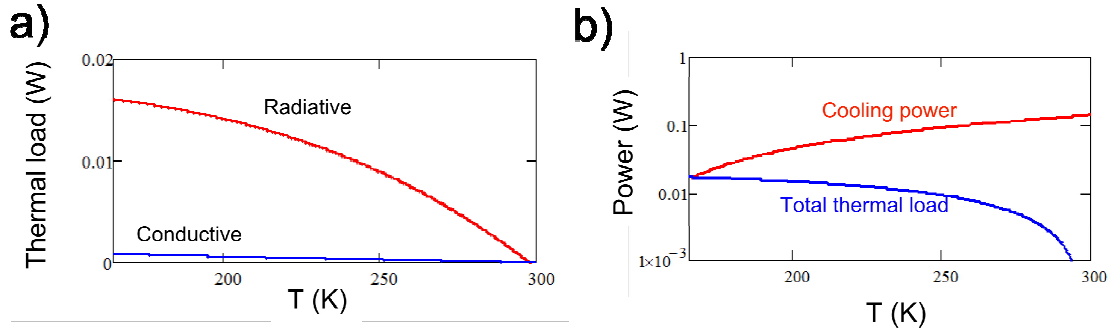 a)
Thermal load (W)
0.02
0.01
0
Radiative
Conductive
200
250
300
T (K)
b)
Power (W)
1
0.1
0.01
1×10⁻³
Cooling power
Total thermal load
200
250
300
T (K)